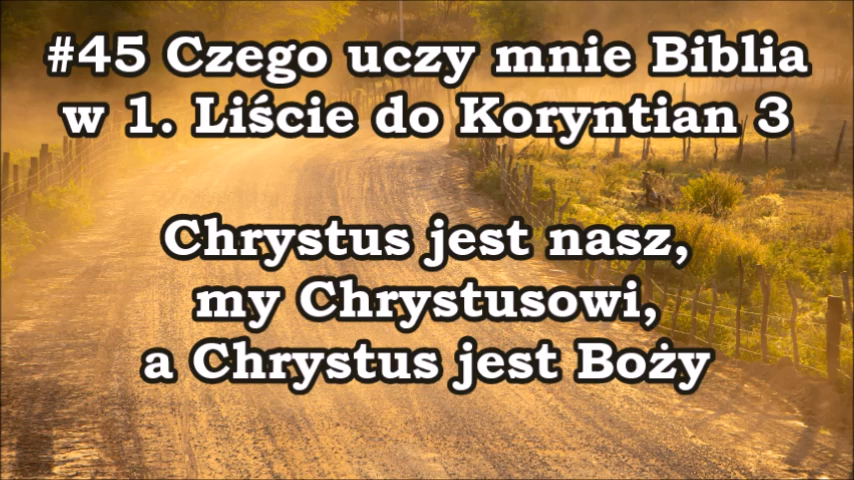 #45 Czego uczy mnie Biblia
w 1. Liście do Koryntian 3
Chrystus jest nasz,
my Chrystusowi,
a Chrystus jest Boży